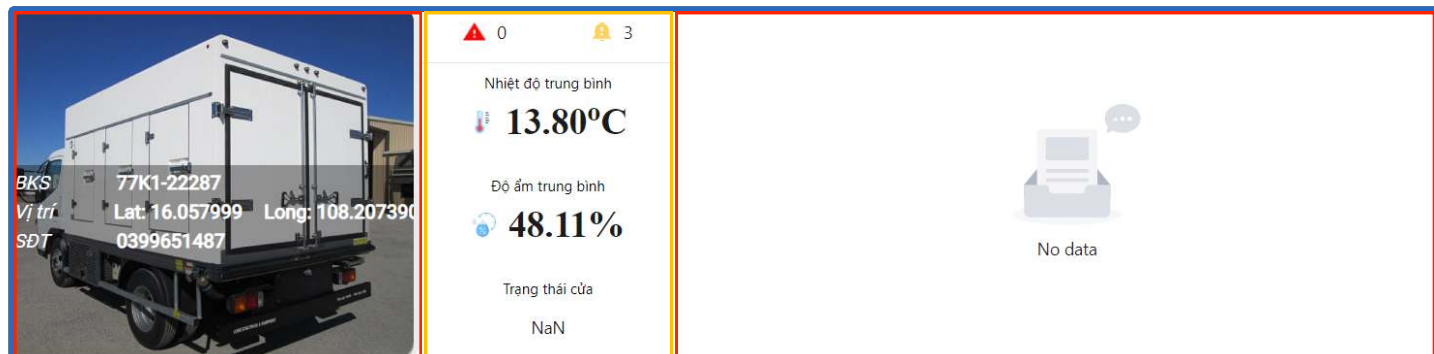 BKS 77K1-22287
Vị trí Lat: 16.057999 Long: 108.207390
SĐT 0399651487
0 3
Nhiệt độ trung bình
13.80°C
Độ ẩm trung bình
48.11%
Trạng thái cửa
NaN
No data